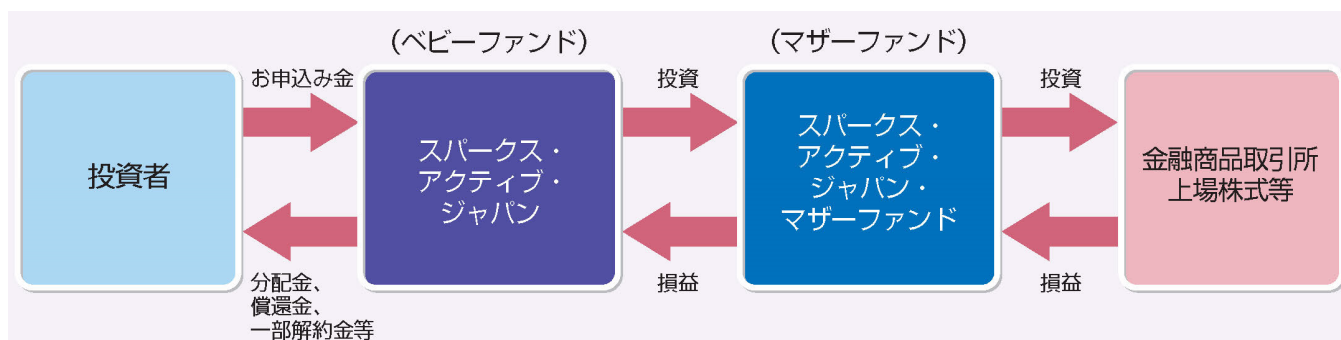 (ベビーファンド)
(マザーファンド)
お申込み金
投資
投資
投資者
スパークス・
アクティブ・
ジャパン
スパークス・
アクティブ・
ジャパン・
マザーファンド
金融商品取引所
上場株式等
分配金、
償還金、
一部解約金等
損益
損益